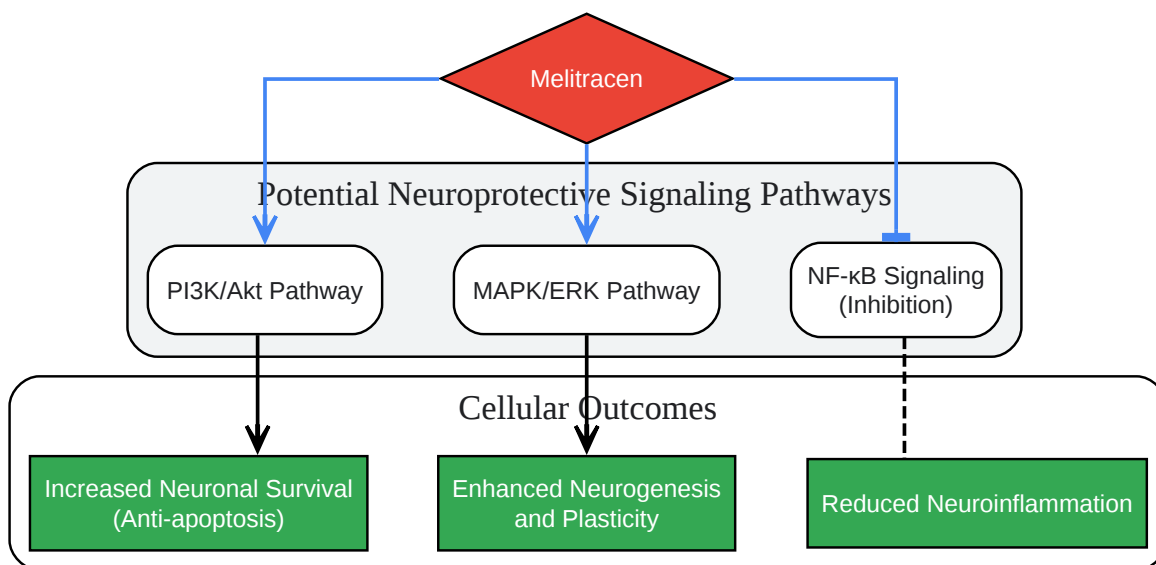 Melitracen
Potential Neuroprotective Signaling Pathways
PI3K/Akt Pathway
MAPK/ERK Pathway
NF-κB Signaling
(Inhibition)
Cellular Outcomes
Increased Neuronal Survival
(Anti-apoptosis)
Enhanced Neurogenesis
and Plasticity
Reduced Neuroinflammation